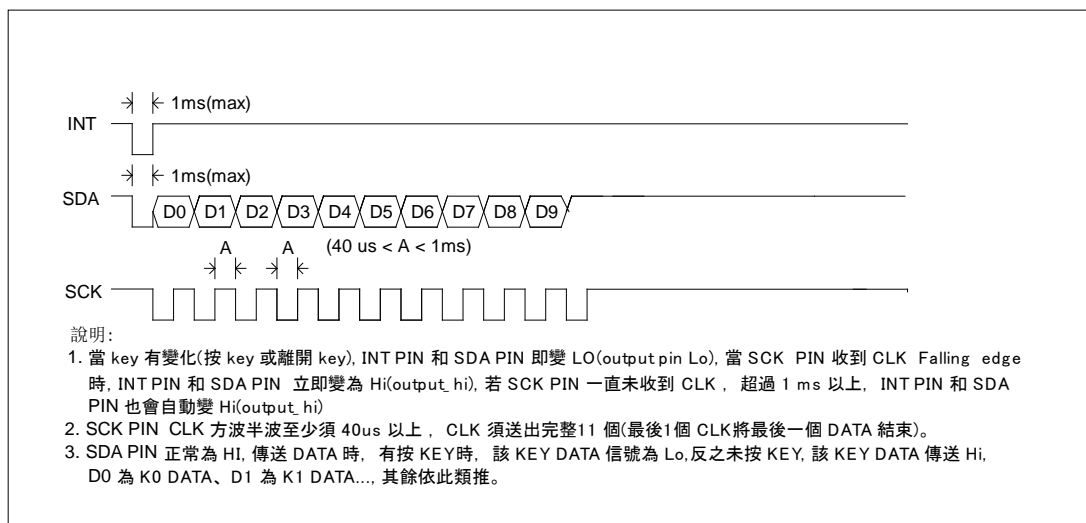 1ms(max)
INT
1ms(max)
SDA
D0 D1 D2 D3 D4 D5 D6 D7 D8 D9
A A (40 us < A < 1ms)
SCK
說明:
1. 當 key 有變化(按 key 或離開 key), INT PIN 和 SDA PIN 即變 LO(output pin Lo), 當 SCK PIN 收到 CLK Falling edge
時, INT PIN 和 SDA PIN 立即變為 Hi(output_hi), 若 SCK PIN 一直未收到 CLK , 超過 1 ms 以上, INT PIN 和 SDA
PIN 也會自動變 Hi(output_hi)
2. SCK PIN CLK 方波半波至少須 40us 以上 , CLK 須送出完整11 個(最後1個 CLK將最後一個 DATA 結束)。
3. SDA PIN 正常為 HI, 傳送 DATA 時, 有按 KEY時, 該 KEY DATA 信號為 Lo,反之未按 KEY, 該 KEY DATA 傳送 Hi,
D0 為 K0 DATA、D1 為 K1 DATA..., 其餘依此類推。